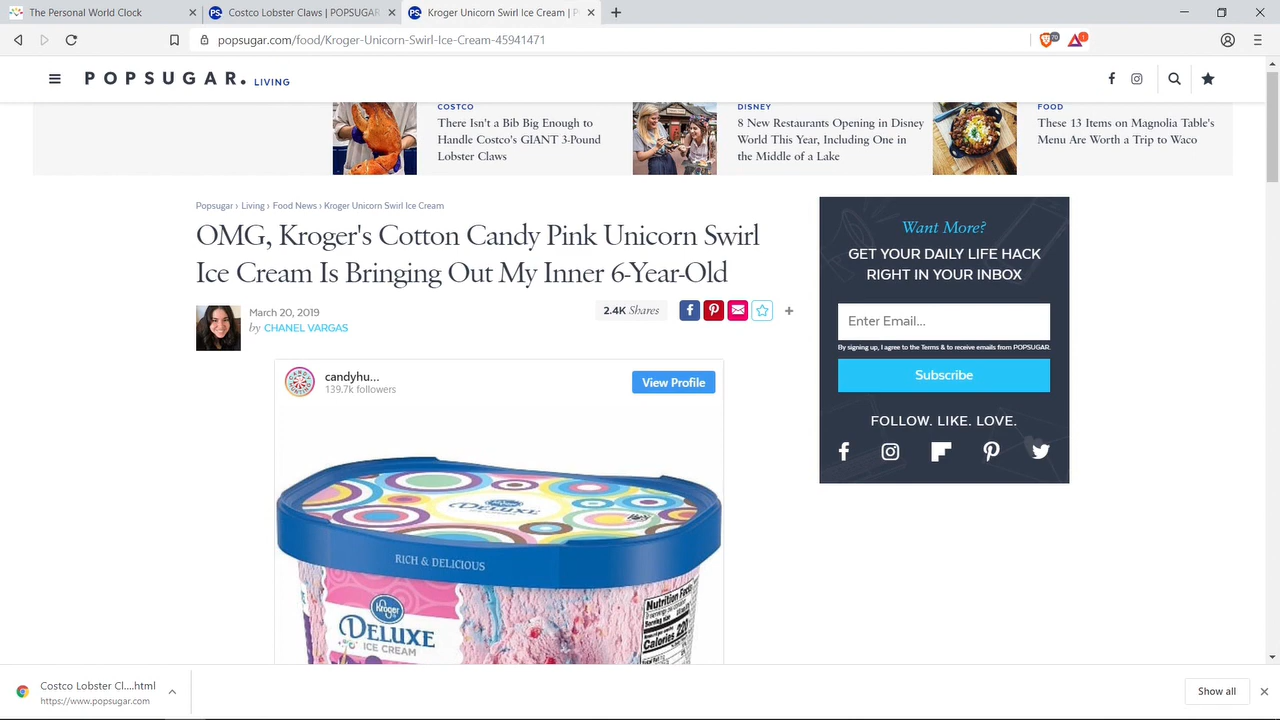 The Personal World Clock
Costco Lobster Claws | POPSUGAR
Kroger Unicorn Swirl Ice Cream | P
popsugar.com/food/Kroger-Unicorn-Swirl-Ice-Cream-45941471
70
1
POPSUGAR. LIVING
COSTCO
There Isn't a Bib Big Enough to
Handle Costco's GIANT 3-Pound
Lobster Claws
DISNEY
8 New Restaurants Opening in Disney
World This Year, Including One in
the Middle of a Lake
FOOD
These 13 Items on Magnolia Table's
Menu Are Worth a Trip to Waco
Popsugar › Living › Food News › Kroger Unicorn Swirl Ice Cream
OMG, Kroger's Cotton Candy Pink Unicorn Swirl
Ice Cream Is Bringing Out My Inner 6-Year-Old
March 20, 2019
by CHANEL VARGAS
2.4K Shares
candyhu...
139.7k followers
View Profile
DELUXE
RICH & DELICIOUS
Kroger
DELUXE
ICE CREAM
Nutrition Facts
Calories 220
Want More?
GET YOUR DAILY LIFE HACK
RIGHT IN YOUR INBOX
Enter Email...
By signing up, I agree to the Terms & to receive emails from POPSUGAR.
Subscribe
FOLLOW. LIKE. LOVE.
Costco Lobster Cl....html
https://www.popsugar.com
Show all